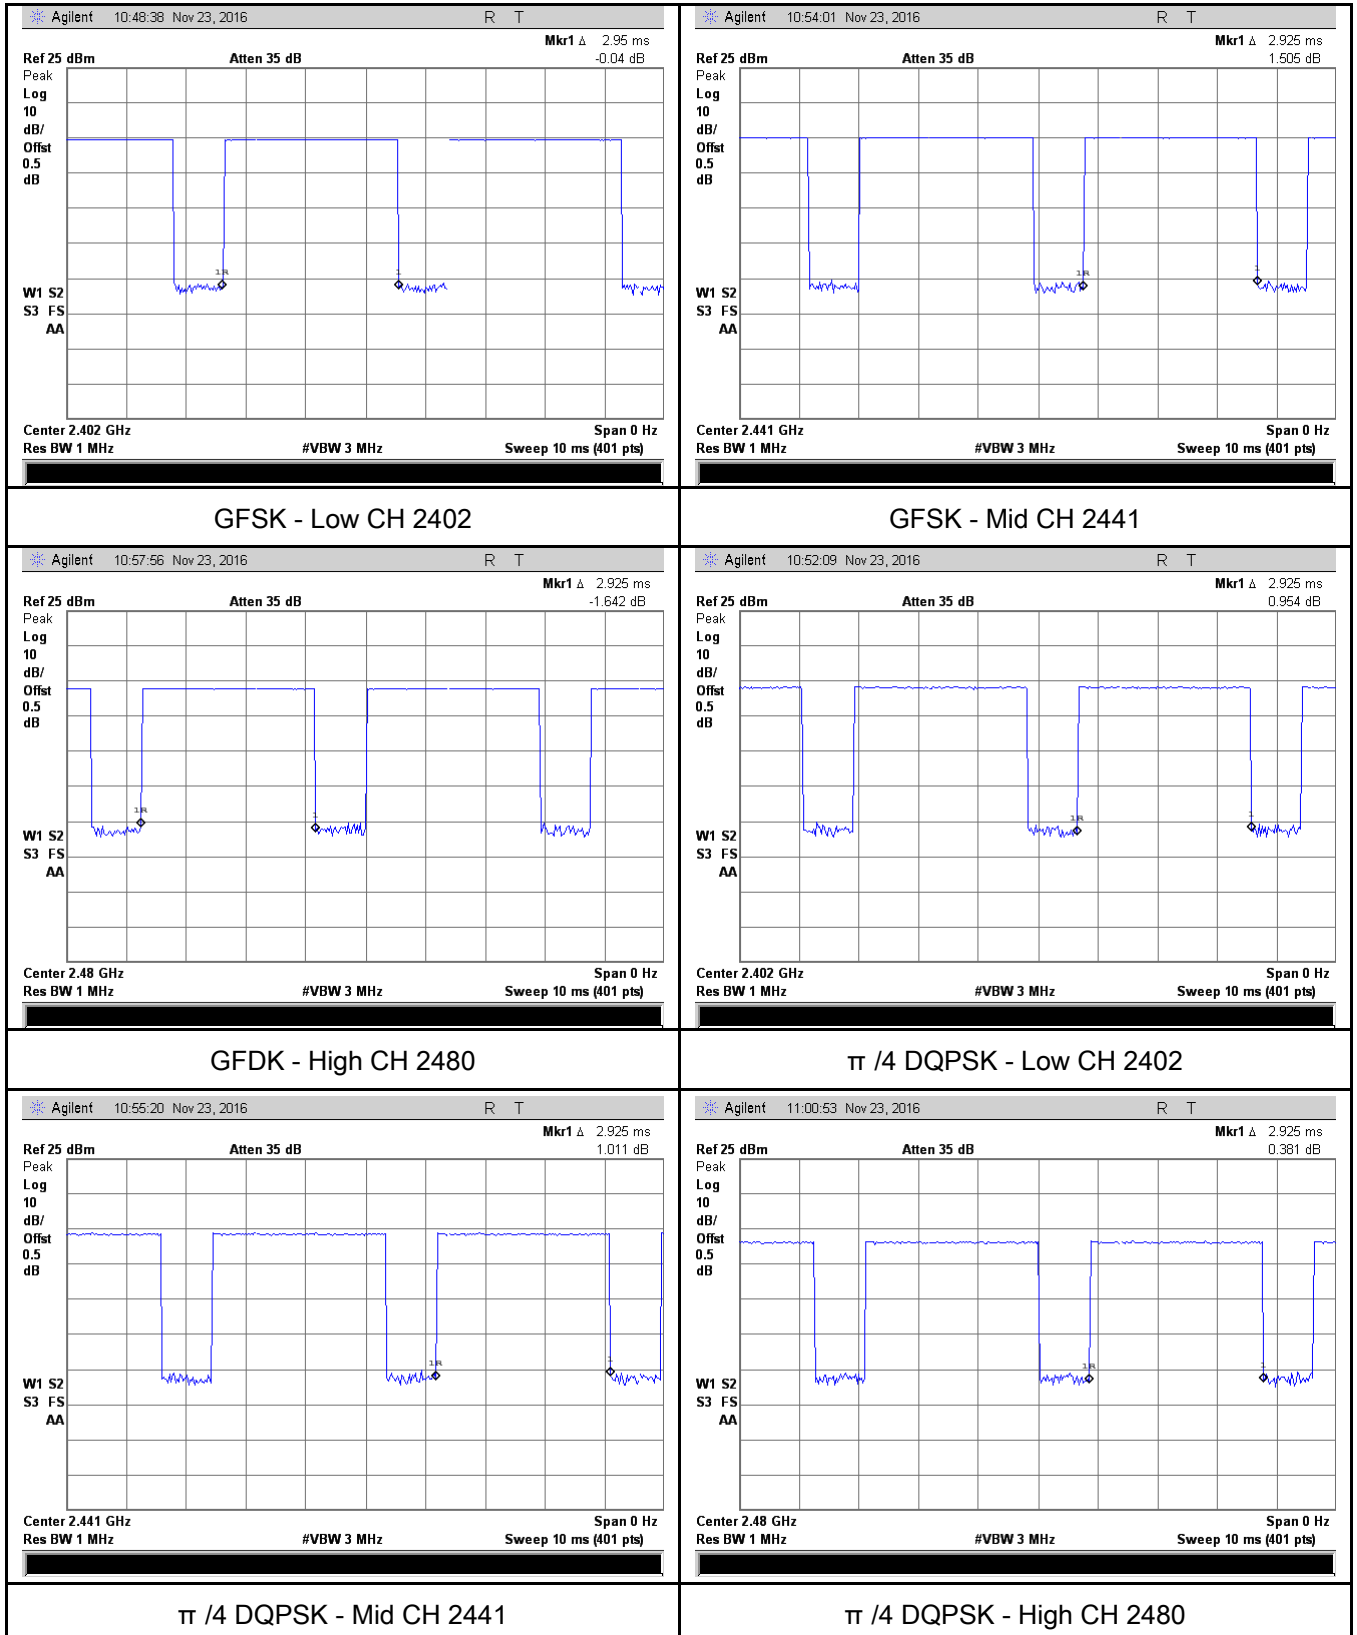 Agilent 10:48:38 Nov 23, 2016 R T
Mkr1 Δ 2.95 ms
Ref 25 dBm Atten 35 dB -0.04 dB
Peak
Log
10
dB/
Offst
0.5
dB
1R
1
W1 S2
S3 FS
AA
Center 2.402 GHz Span 0 Hz
Res BW 1 MHz #VBW 3 MHz Sweep 10 ms (401 pts)
GFSK - Low CH 2402
Agilent 10:54:01 Nov 23, 2016 R T
Mkr1 Δ 2.925 ms
Ref 25 dBm Atten 35 dB 1.505 dB
Peak
Log
10
dB/
Offst
0.5
dB
1R
1
W1 S2
S3 FS
AA
Center 2.441 GHz Span 0 Hz
Res BW 1 MHz #VBW 3 MHz Sweep 10 ms (401 pts)
GFSK - Mid CH 2441
Agilent 10:57:56 Nov 23, 2016 R T
Mkr1 Δ 2.925 ms
Ref 25 dBm Atten 35 dB -1.642 dB
Peak
Log
10
dB/
Offst
0.5
dB
1R
1
W1 S2
S3 FS
AA
Center 2.48 GHz Span 0 Hz
Res BW 1 MHz #VBW 3 MHz Sweep 10 ms (401 pts)
GFDK - High CH 2480
Agilent 10:52:09 Nov 23, 2016 R T
Mkr1 Δ 2.925 ms
Ref 25 dBm Atten 35 dB 0.954 dB
Peak
Log
10
dB/
Offst
0.5
dB
1R
1
W1 S2
S3 FS
AA
Center 2.402 GHz Span 0 Hz
Res BW 1 MHz #VBW 3 MHz Sweep 10 ms (401 pts)
π /4 DQPSK - Low CH 2402
Agilent 10:55:20 Nov 23, 2016 R T
Mkr1 Δ 2.925 ms
Ref 25 dBm Atten 35 dB 1.011 dB
Peak
Log
10
dB/
Offst
0.5
dB
1R
1
W1 S2
S3 FS
AA
Center 2.441 GHz Span 0 Hz
Res BW 1 MHz #VBW 3 MHz Sweep 10 ms (401 pts)
π /4 DQPSK - Mid CH 2441
Agilent 11:00:53 Nov 23, 2016 R T
Mkr1 Δ 2.925 ms
Ref 25 dBm Atten 35 dB 0.381 dB
Peak
Log
10
dB/
Offst
0.5
dB
1R
1
W1 S2
S3 FS
AA
Center 2.48 GHz Span 0 Hz
Res BW 1 MHz #VBW 3 MHz Sweep 10 ms (401 pts)
π /4 DQPSK - High CH 2480